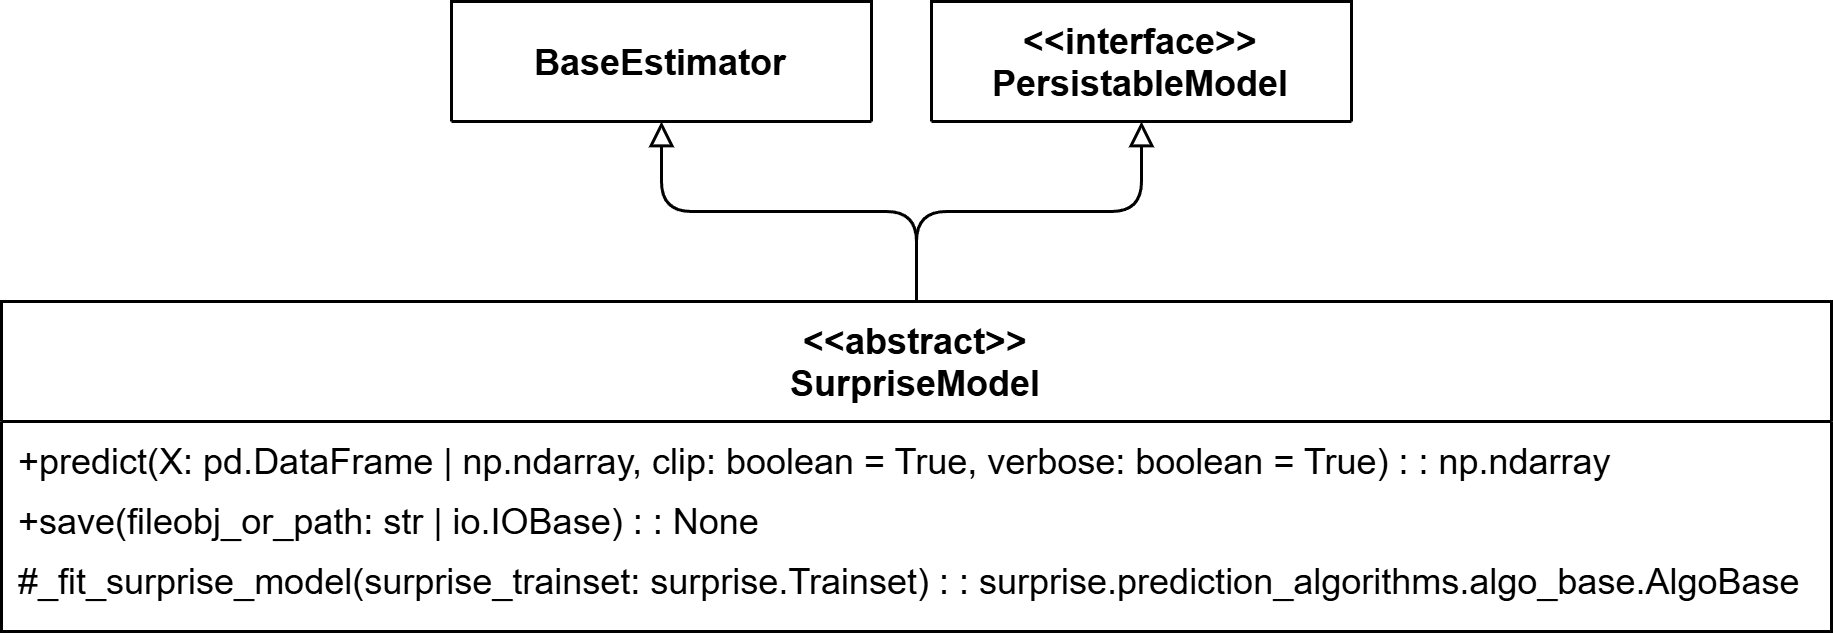 BaseEstimator
<<interface>>
PersistableModel
<<abstract>>
SurpriseModel
+predict(X: pd.DataFrame | np.ndarray, clip: boolean = True, verbose: boolean = True) : : np.ndarray
+save(fileobj_or_path: str | io.IOBase) : : None
#_fit_surprise_model(surprise_trainset: surprise.Trainset) : : surprise.prediction_algorithms.algo_base.AlgoBase